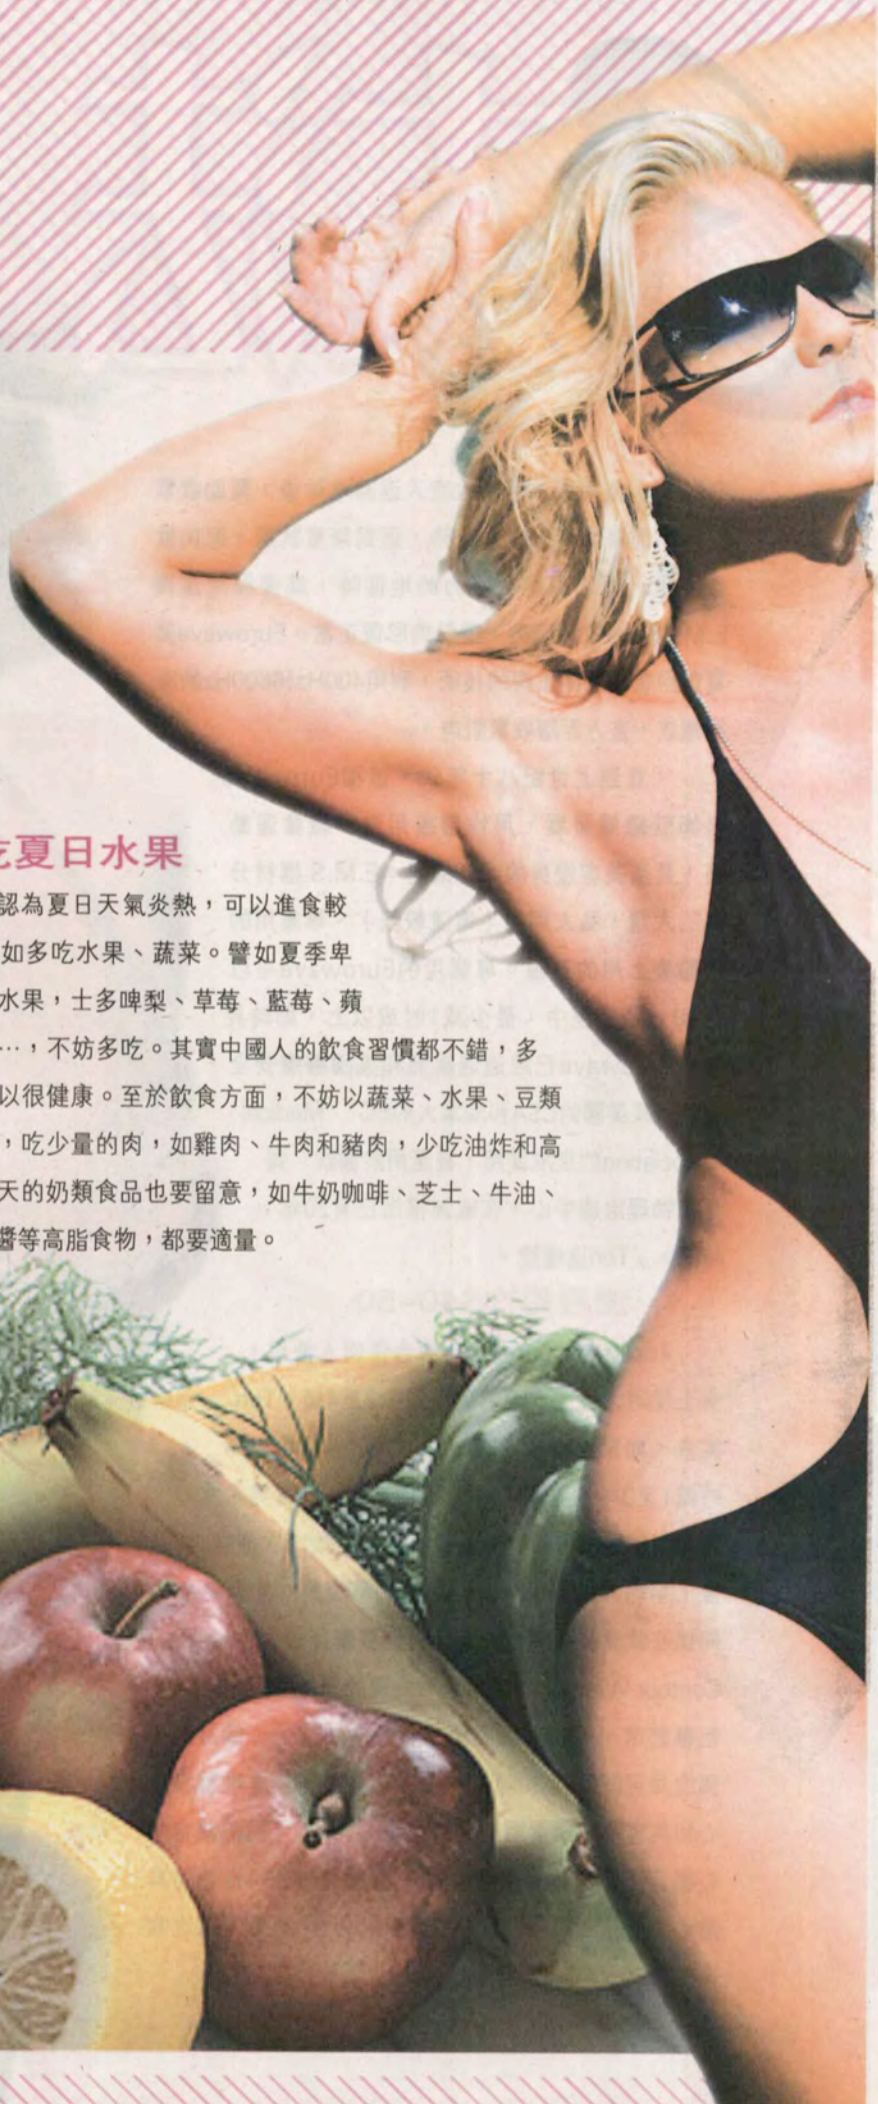 吃夏日水果
認為夏日天氣炎熱，可以進食較
如多吃水果、蔬菜。譬如夏季卑
水果，士多啤梨、草莓、藍莓、蘋
…，不妨多吃。其實中國人的飲食習慣都不錯，多
以很健康。至於飲食方面，不妨以蔬菜、水果、豆類
，吃少量的肉，如雞肉、牛肉和豬肉，少吃油炸和高
天的奶類食品也要留意，如牛奶咖啡、芝士、牛油、
醬等高脂食物，都要適量。